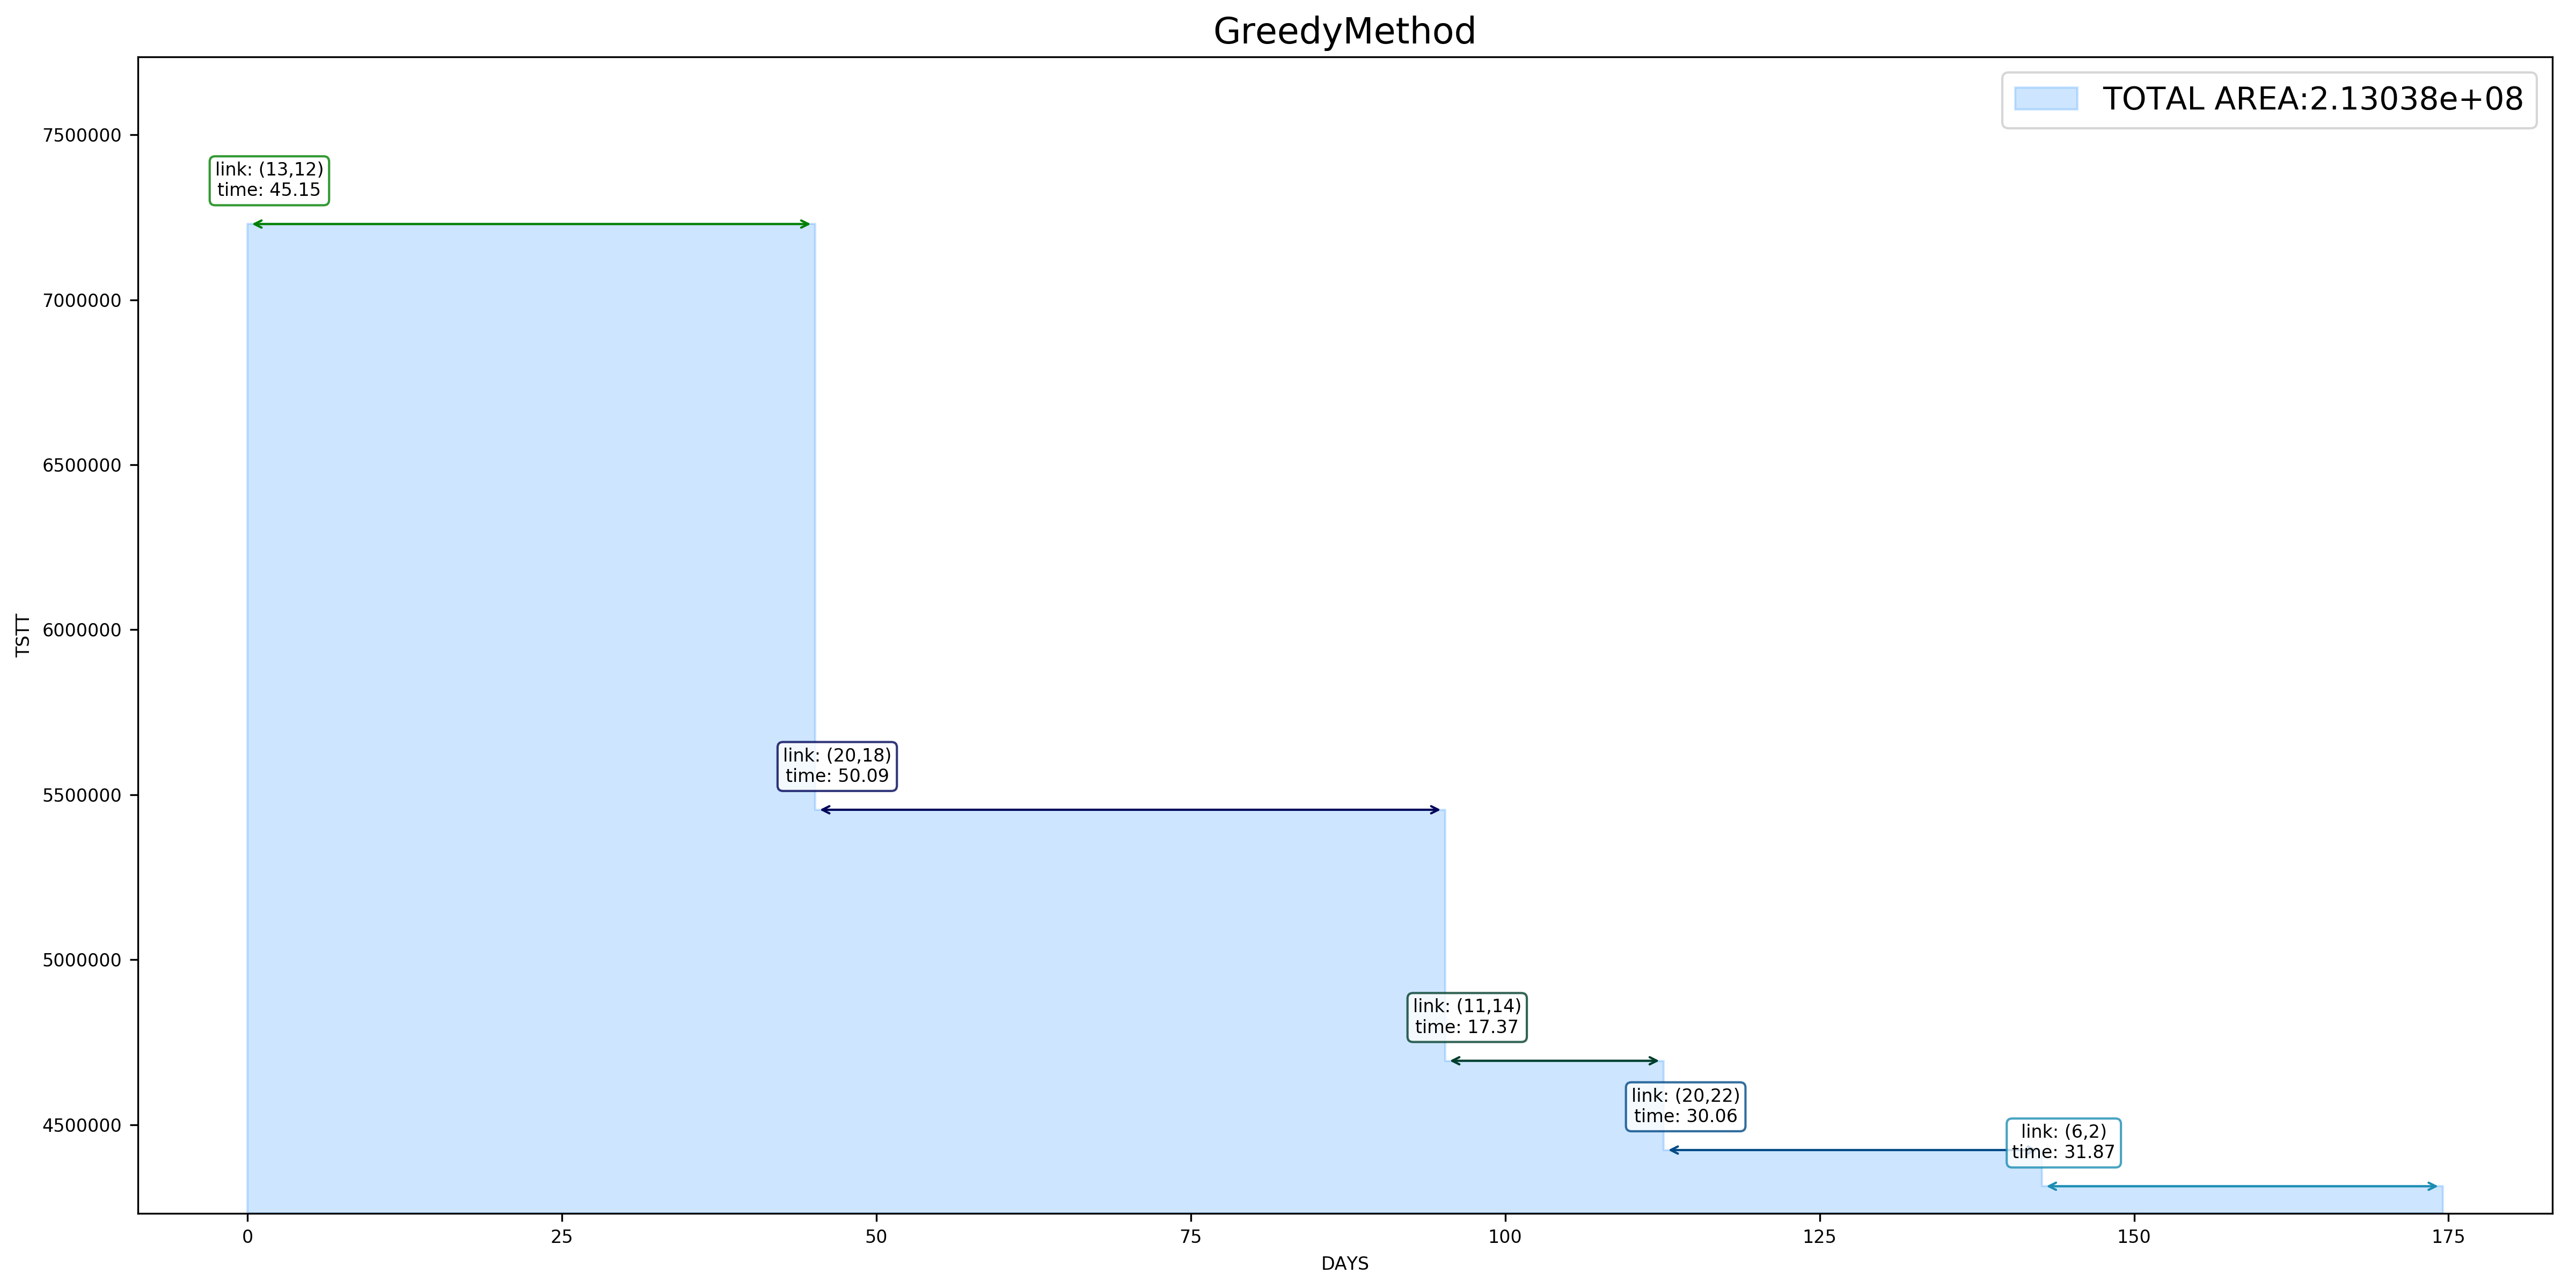 GreedyMethod
TOTAL AREA:2.13038e+08
7500000
link: (13,12)
time: 45.15
7000000
6500000
6000000
TSTT
link: (20,18)
time: 50.09
5500000
5000000
link: (11,14)
time: 17.37
link: (20,22)
time: 30.06
4500000
link: (6,2)
time: 31.87
0 25 50 75 100 125 150 175
DAYS